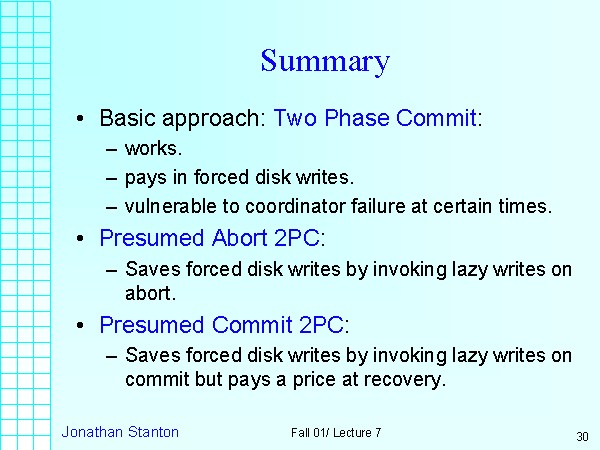 Summary
• Basic approach: Two Phase Commit:
– works.
– pays in forced disk writes.
– vulnerable to coordinator failure at certain times.
• Presumed Abort 2PC:
– Saves forced disk writes by invoking lazy writes on
abort.
• Presumed Commit 2PC:
– Saves forced disk writes by invoking lazy writes on
commit but pays a price at recovery.
Jonathan Stanton
Fall 01/ Lecture 7
30